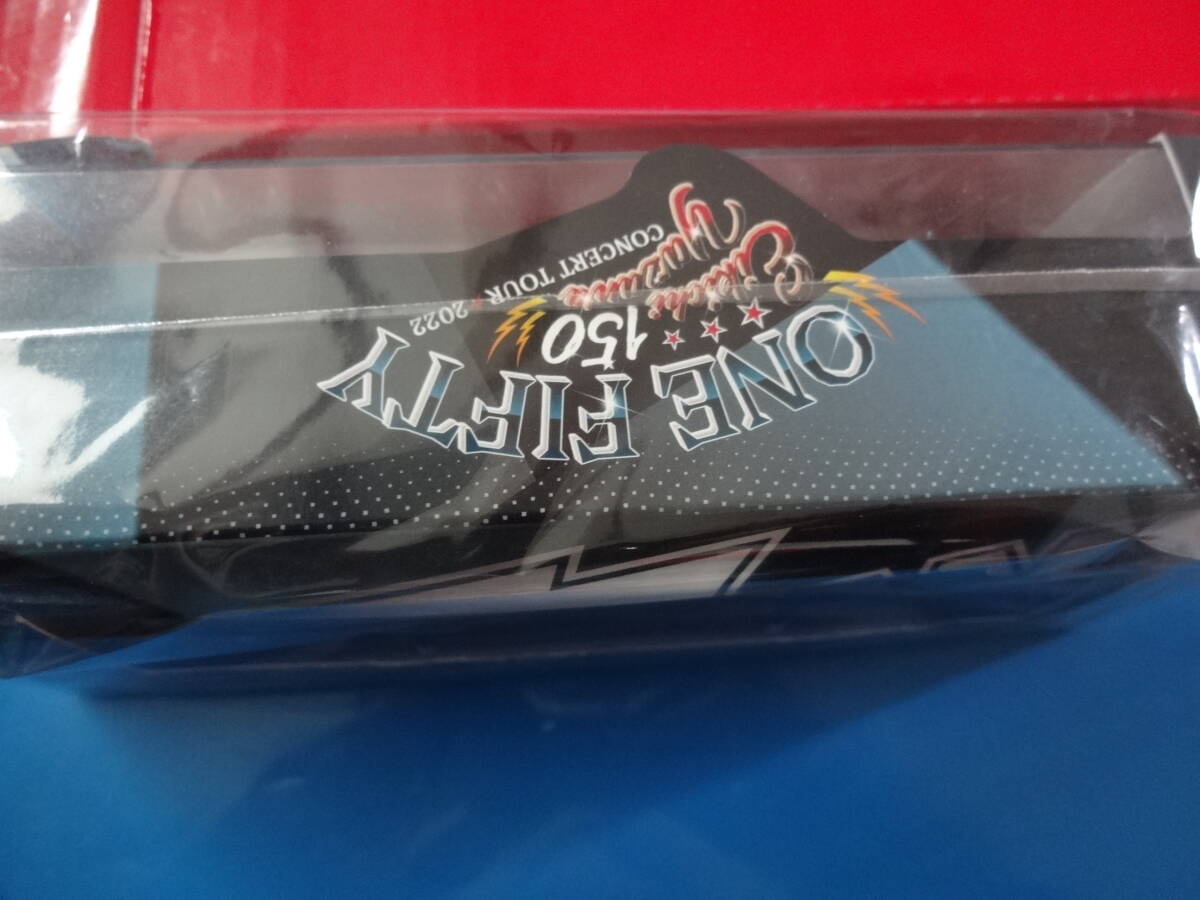 ONE FIFTY
150
Eikichi
Yazawa
CONCERT TOUR 2022